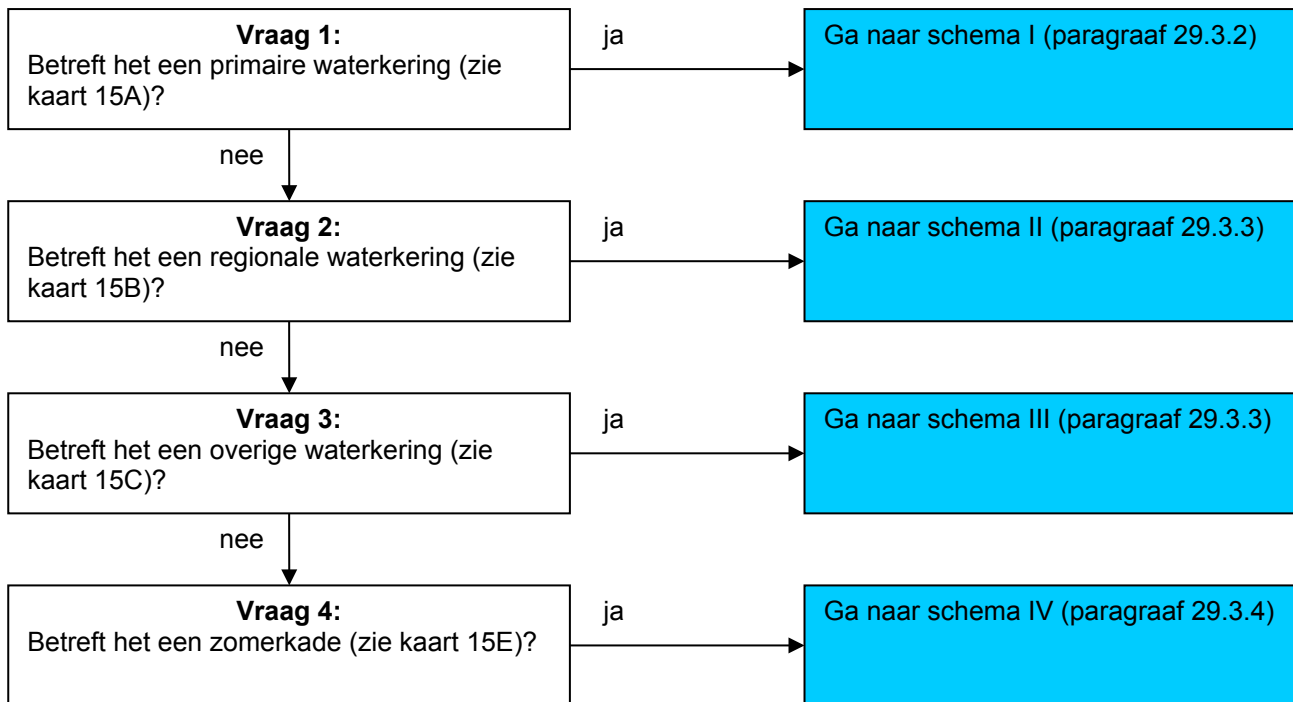 Vraag 1:
Betreft het een primaire waterkering (zie
kaart 15A)?
ja
Ga naar schema I (paragraaf 29.3.2)
nee
Vraag 2:
Betreft het een regionale waterkering (zie
kaart 15B)?
ja
Ga naar schema II (paragraaf 29.3.3)
nee
Vraag 3:
Betreft het een overige waterkering (zie
kaart 15C)?
ja
Ga naar schema III (paragraaf 29.3.3)
nee
Vraag 4:
Betreft het een zomerkade (zie kaart 15E)?
ja
Ga naar schema IV (paragraaf 29.3.4)